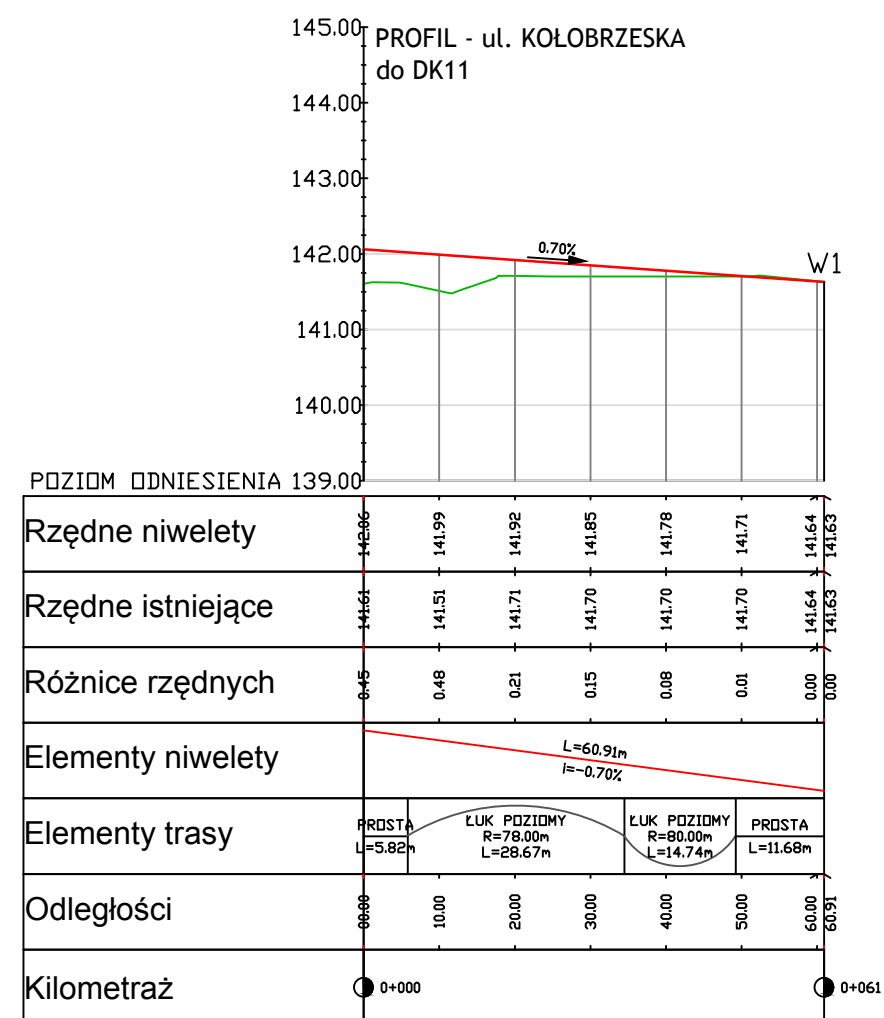 145.00
PROFIL - ul. KOŁOBRZESKA
do DK11
144.00
143.00
142.00
0.70%
W1
141.00
140.00
POZIOM ODNIESIENIA 139.00
Rzędne niwelety 142.06 141.99 141.92 141.85 141.78 141.71 141.64 141.63
Rzędne istniejące 141.61 141.51 141.71 141.70 141.70 141.70 141.64 141.63
Różnice rzędnych 0.45 0.48 0.21 0.15 0.08 0.01 0.00 0.00
Elementy niwelety
L=60.91m
i=-0.70%
Elementy trasy
PROSTA
L=5.82m
ŁUK POZIOMY
R=78.00m
L=28.67m
ŁUK POZIOMY
R=80.00m
L=14.74m
PROSTA
L=11.68m
Odległości 00.00 10.00 20.00 30.00 40.00 50.00 60.00 60.91
Kilometraż 0+000 0+061